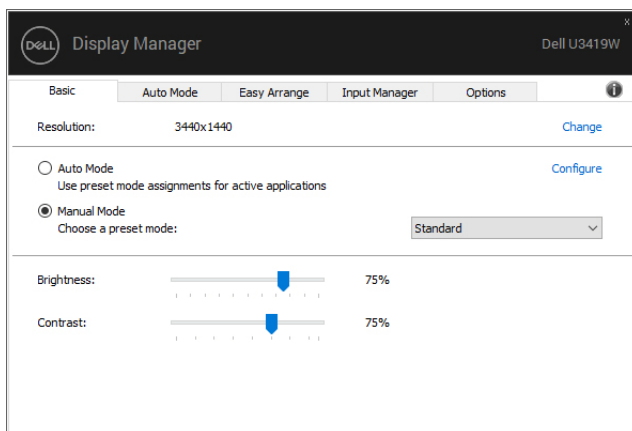 x
DELL Display Manager Dell U3419W
Basic Auto Mode Easy Arrange Input Manager Options i
Resolution: 3440x1440 Change
Auto Mode Configure
Use preset mode assignments for active applications
Manual Mode
Choose a preset mode: Standard
Brightness: 75%
Contrast: 75%